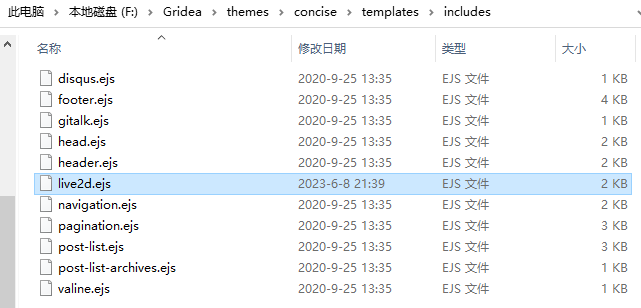 此电脑 > 本地磁盘 (F:) > Gridea > themes > concise > templates > includes
名称 修改日期 类型 大小
disqus.ejs 2020-9-25 13:35 EJS 文件 1 KB
footer.ejs 2020-9-25 13:35 EJS 文件 4 KB
gitalk.ejs 2020-9-25 13:35 EJS 文件 1 KB
head.ejs 2020-9-25 13:35 EJS 文件 2 KB
header.ejs 2020-9-25 13:35 EJS 文件 2 KB
live2d.ejs 2023-6-8 21:39 EJS 文件 2 KB
navigation.ejs 2020-9-25 13:35 EJS 文件 2 KB
pagination.ejs 2020-9-25 13:35 EJS 文件 3 KB
post-list.ejs 2020-9-25 13:35 EJS 文件 3 KB
post-list-archives.ejs 2020-9-25 13:35 EJS 文件 1 KB
valine.ejs 2020-9-25 13:35 EJS 文件 1 KB